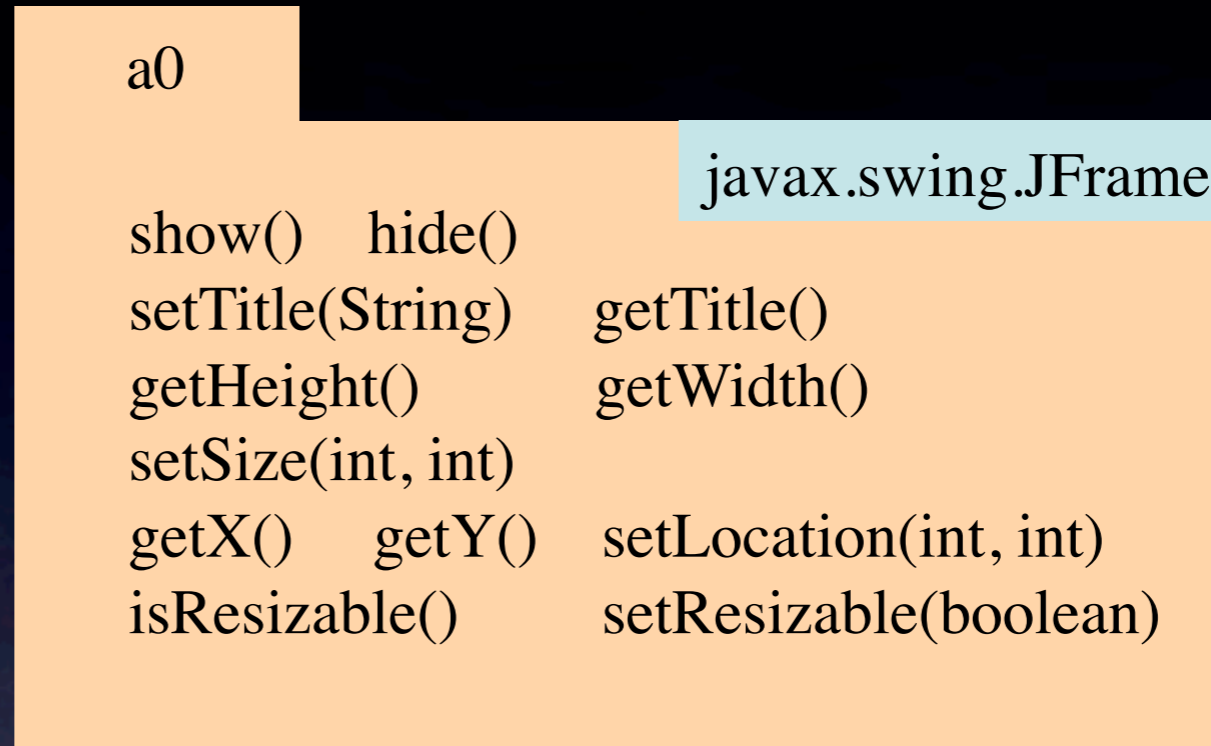 a0
javax.swing.JFrame
show() hide()
setTitle(String) getTitle()
getHeight() getWidth()
setSize(int, int)
getX() getY() setLocation(int, int)
isResizable() setResizable(boolean)